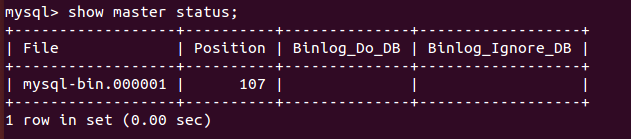 mysql> show master status;
+------------------+----------+--------------+------------------+
| File             | Position | Binlog_Do_DB | Binlog_Ignore_DB |
+------------------+----------+--------------+------------------+
| mysql-bin.000001 |      107 |              |                  |
+------------------+----------+--------------+------------------+
1 row in set (0.00 sec)